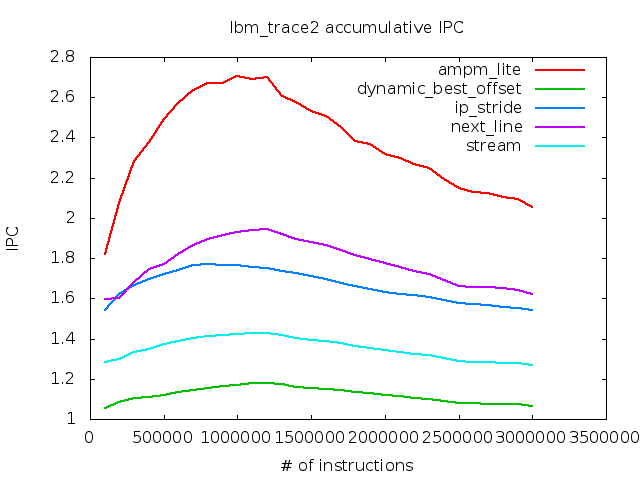 lbm_trace2 accumulative IPC
2.8
2.6
2.4
2.2
2
1.8
1.6
1.4
1.2
1
IPC
ampm_lite
dynamic_best_offset
ip_stride
next_line
stream
0 500000 1000000 1500000 2000000 2500000 3000000 3500000
# of instructions